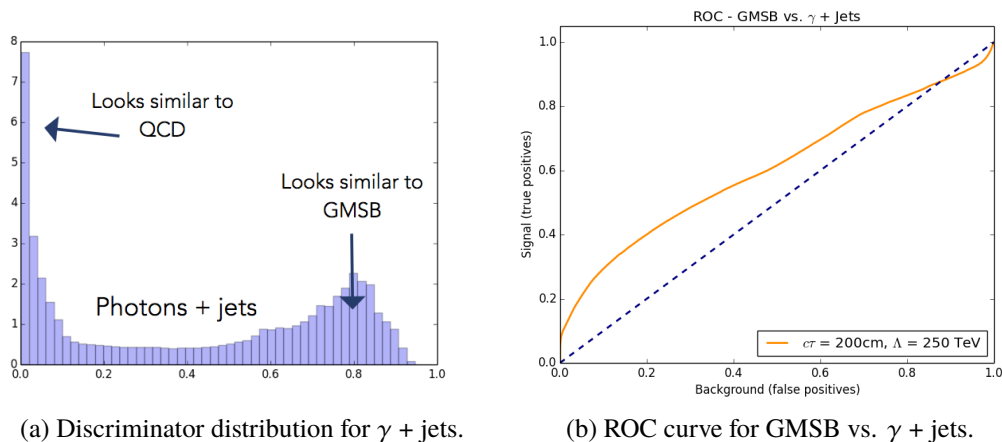 8
7
6
5
4
3
2
1
0
0.0 0.2 0.4 0.6 0.8 1.0
Looks similar to
QCD
Looks similar to
GMSB
Photons + jets
(a) Discriminator distribution for γ + jets.
ROC - GMSB vs. γ + Jets
Signal (true positives)
1.0
0.8
0.6
0.4
0.2
0.0
0.0 0.2 0.4 0.6 0.8 1.0
Background (false positives)
cτ = 200cm, Λ = 250 TeV
(b) ROC curve for GMSB vs. γ + jets.